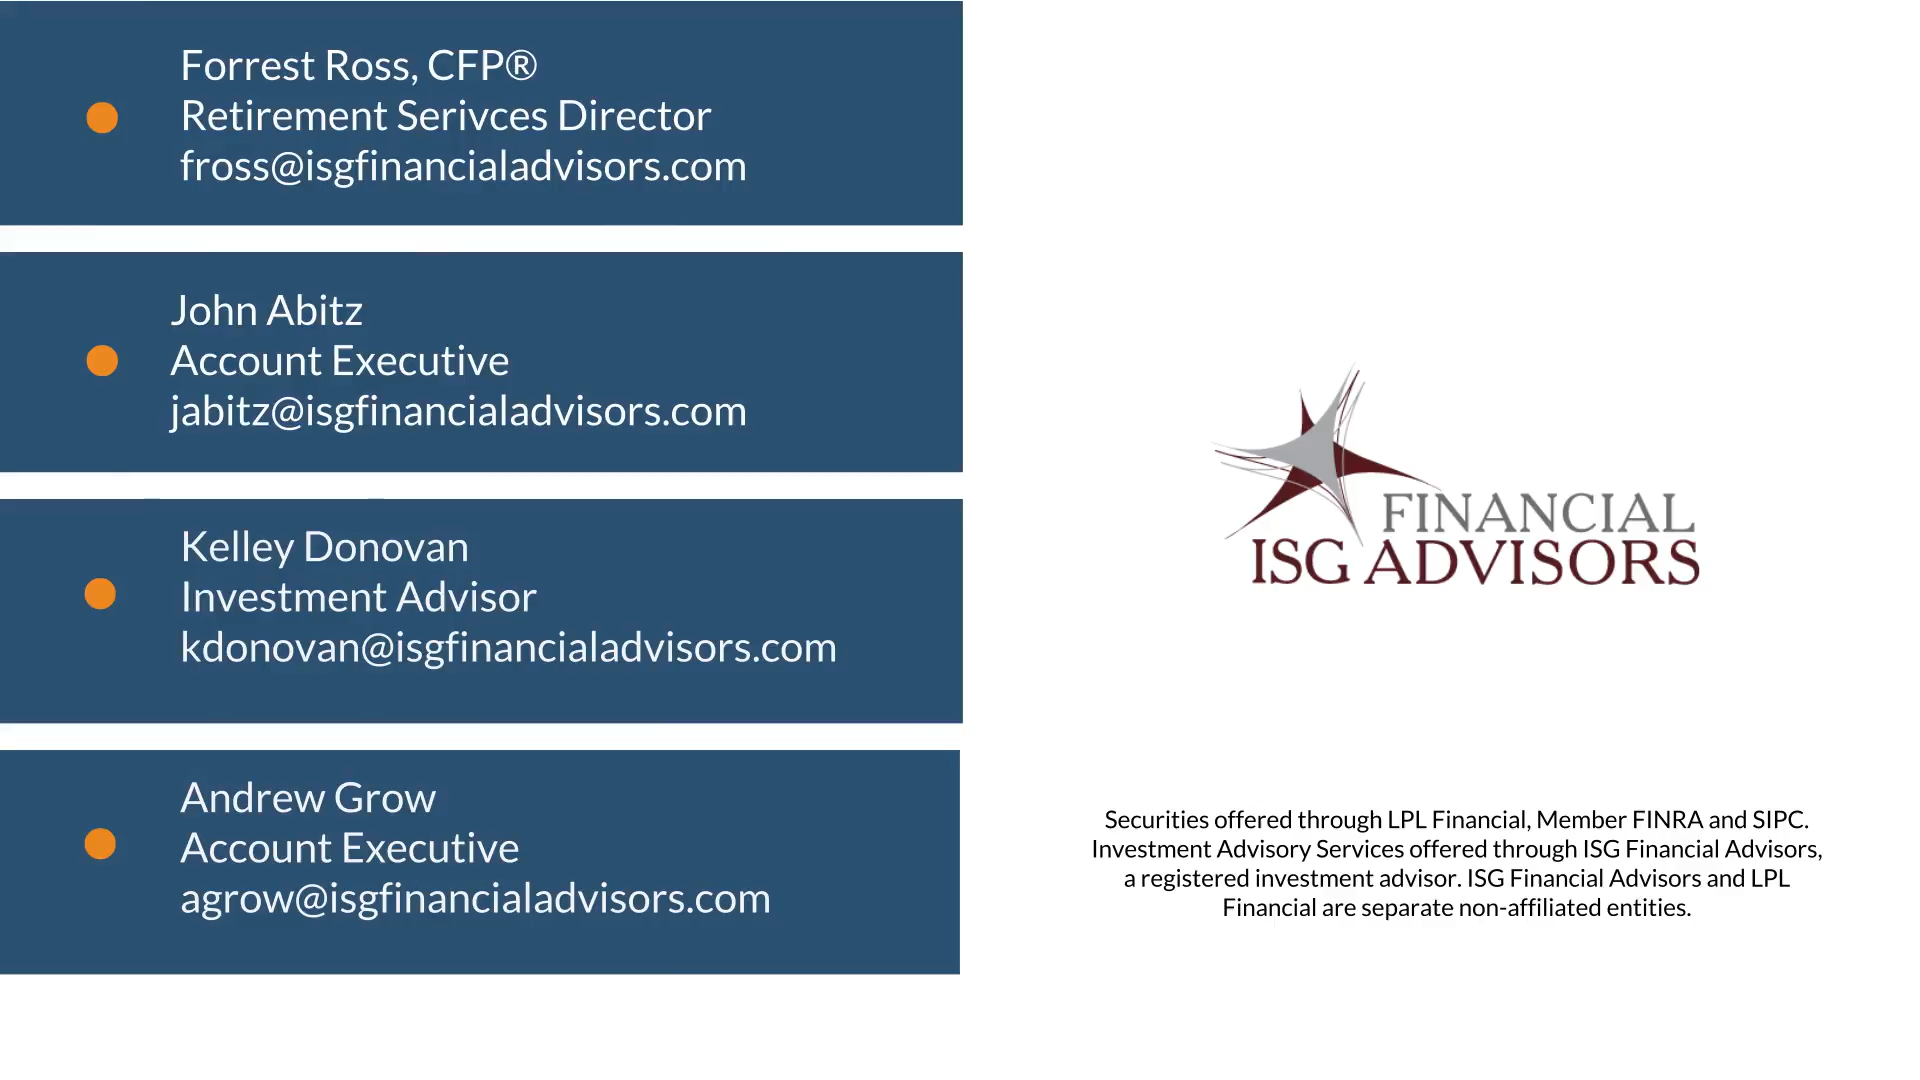 Forrest Ross, CFP®
Retirement Serivces Director
fross@isgfinancialadvisors.com
John Abitz
Account Executive
jabitz@isgfinancialadvisors.com
Kelley Donovan
Investment Advisor
kdonovan@isgfinancialadvisors.com
Andrew Grow
Account Executive
agrow@isgfinancialadvisors.com
FINANCIAL
ISG ADVISORS
Securities offered through LPL Financial, Member FINRA and SIPC.
Investment Advisory Services offered through ISG Financial Advisors,
a registered investment advisor. ISG Financial Advisors and LPL
Financial are separate non-affiliated entities.